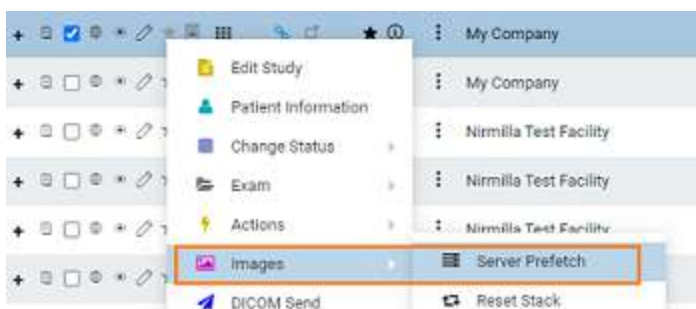 My Company
Edit Study
My Company
Patient Information
Nirmilla Test Facility
Change Status
Exam
Nirmilla Test Facility
Actions
Nirmilla Test Facility
Images
Server Prefetch
DICOM Send
Reset Stack